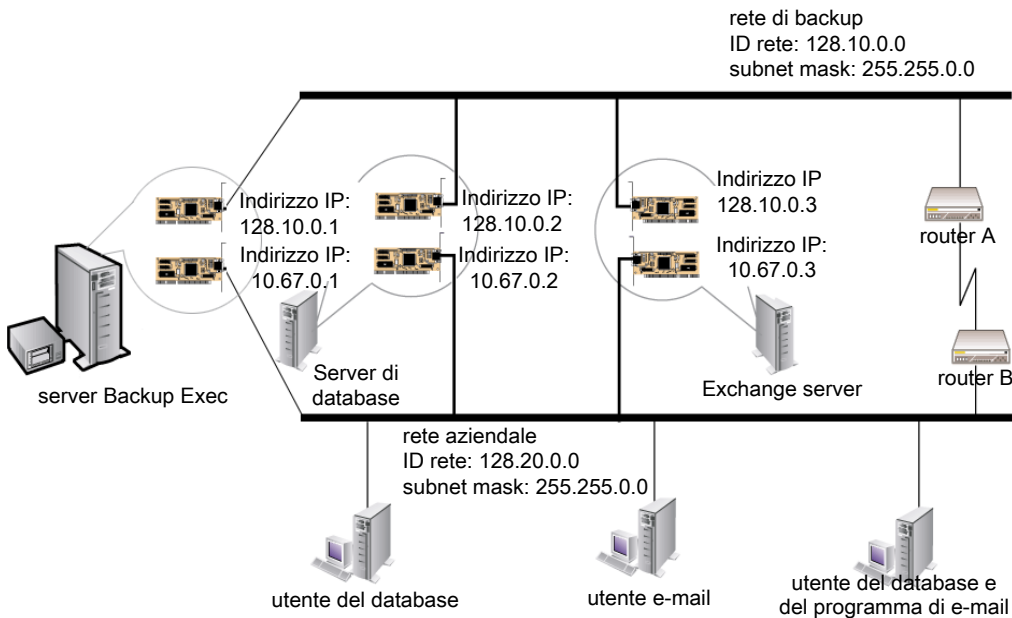 rete di backup
ID rete: 128.10.0.0
subnet mask: 255.255.0.0
Indirizzo IP:
128.10.0.1
Indirizzo IP:
10.67.0.1
Indirizzo IP:
128.10.0.2
Indirizzo IP:
10.67.0.2
Indirizzo IP
128.10.0.3
Indirizzo IP:
10.67.0.3
router A
router B
server Backup Exec
Server di
database
Exchange server
rete aziendale
ID rete: 128.20.0.0
subnet mask: 255.255.0.0
utente del database
utente e-mail
utente del database e
del programma di e-mail